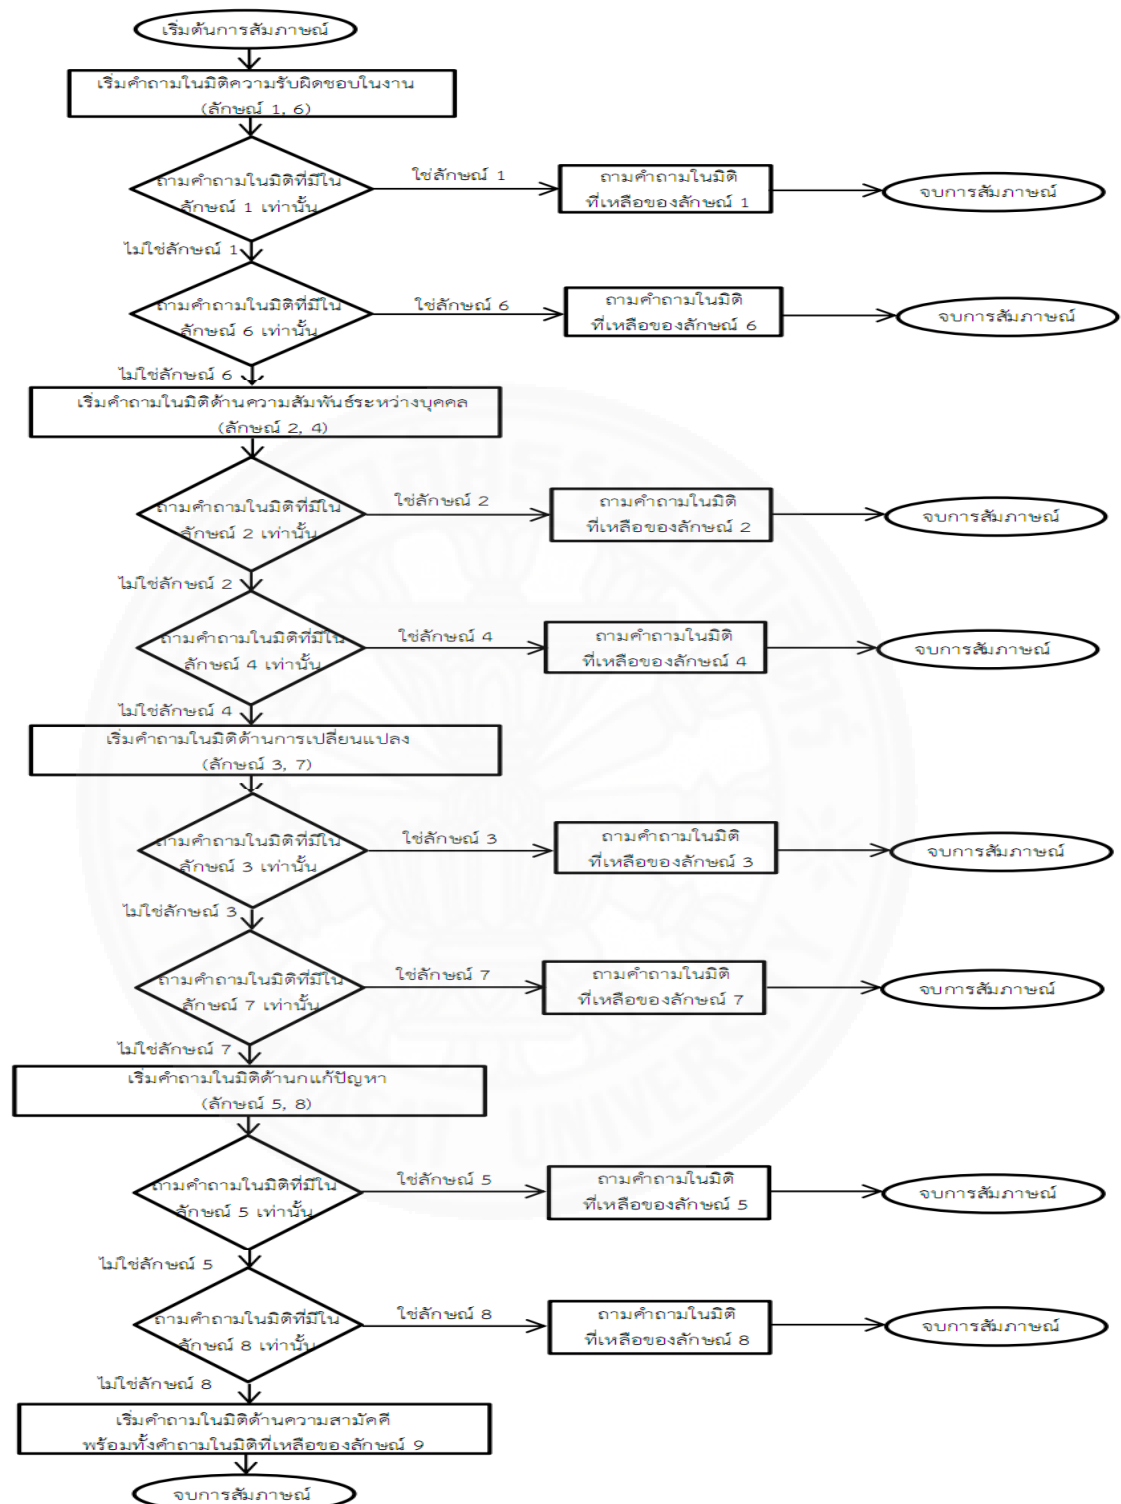 เริ่มต้นการสัมภาษณ์
เริ่มคำถามในมิติความรับผิดชอบในงาน
(ลักษณ์ 1, 6)
ถามคำถามในมิติที่มีใน
ลักษณ์ 1 เท่านั้น
ใช่ลักษณ์ 1
ถามคำถามในมิติ
ที่เหลือของลักษณ์ 1
จบการสัมภาษณ์
ไม่ใช่ลักษณ์ 1
ถามคำถามในมิติที่มีใน
ลักษณ์ 6 เท่านั้น
ใช่ลักษณ์ 6
ถามคำถามในมิติ
ที่เหลือของลักษณ์ 6
จบการสัมภาษณ์
ไม่ใช่ลักษณ์ 6
เริ่มคำถามในมิติด้านความสัมพันธ์ระหว่างบุคคล
(ลักษณ์ 2, 4)
ถามคำถามในมิติที่มีใน
ลักษณ์ 2 เท่านั้น
ใช่ลักษณ์ 2
ถามคำถามในมิติ
ที่เหลือของลักษณ์ 2
จบการสัมภาษณ์
ไม่ใช่ลักษณ์ 2
ถามคำถามในมิติที่มีใน
ลักษณ์ 4 เท่านั้น
ใช่ลักษณ์ 4
ถามคำถามในมิติ
ที่เหลือของลักษณ์ 4
จบการสัมภาษณ์
ไม่ใช่ลักษณ์ 4
เริ่มคำถามในมิติด้านการเปลี่ยนแปลง
(ลักษณ์ 3, 7)
ถามคำถามในมิติที่มีใน
ลักษณ์ 3 เท่านั้น
ใช่ลักษณ์ 3
ถามคำถามในมิติ
ที่เหลือของลักษณ์ 3
จบการสัมภาษณ์
ไม่ใช่ลักษณ์ 3
ถามคำถามในมิติที่มีใน
ลักษณ์ 7 เท่านั้น
ใช่ลักษณ์ 7
ถามคำถามในมิติ
ที่เหลือของลักษณ์ 7
จบการสัมภาษณ์
ไม่ใช่ลักษณ์ 7
เริ่มคำถามในมิติด้านกแก้ปัญหา
(ลักษณ์ 5, 8)
ถามคำถามในมิติที่มีใน
ลักษณ์ 5 เท่านั้น
ใช่ลักษณ์ 5
ถามคำถามในมิติ
ที่เหลือของลักษณ์ 5
จบการสัมภาษณ์
ไม่ใช่ลักษณ์ 5
ถามคำถามในมิติที่มีใน
ลักษณ์ 8 เท่านั้น
ใช่ลักษณ์ 8
ถามคำถามในมิติ
ที่เหลือของลักษณ์ 8
จบการสัมภาษณ์
ไม่ใช่ลักษณ์ 8
เริ่มคำถามในมิติด้านความสามัคคี
พร้อมทั้งคำถามในมิติที่เหลือของลักษณ์ 9
จบการสัมภาษณ์